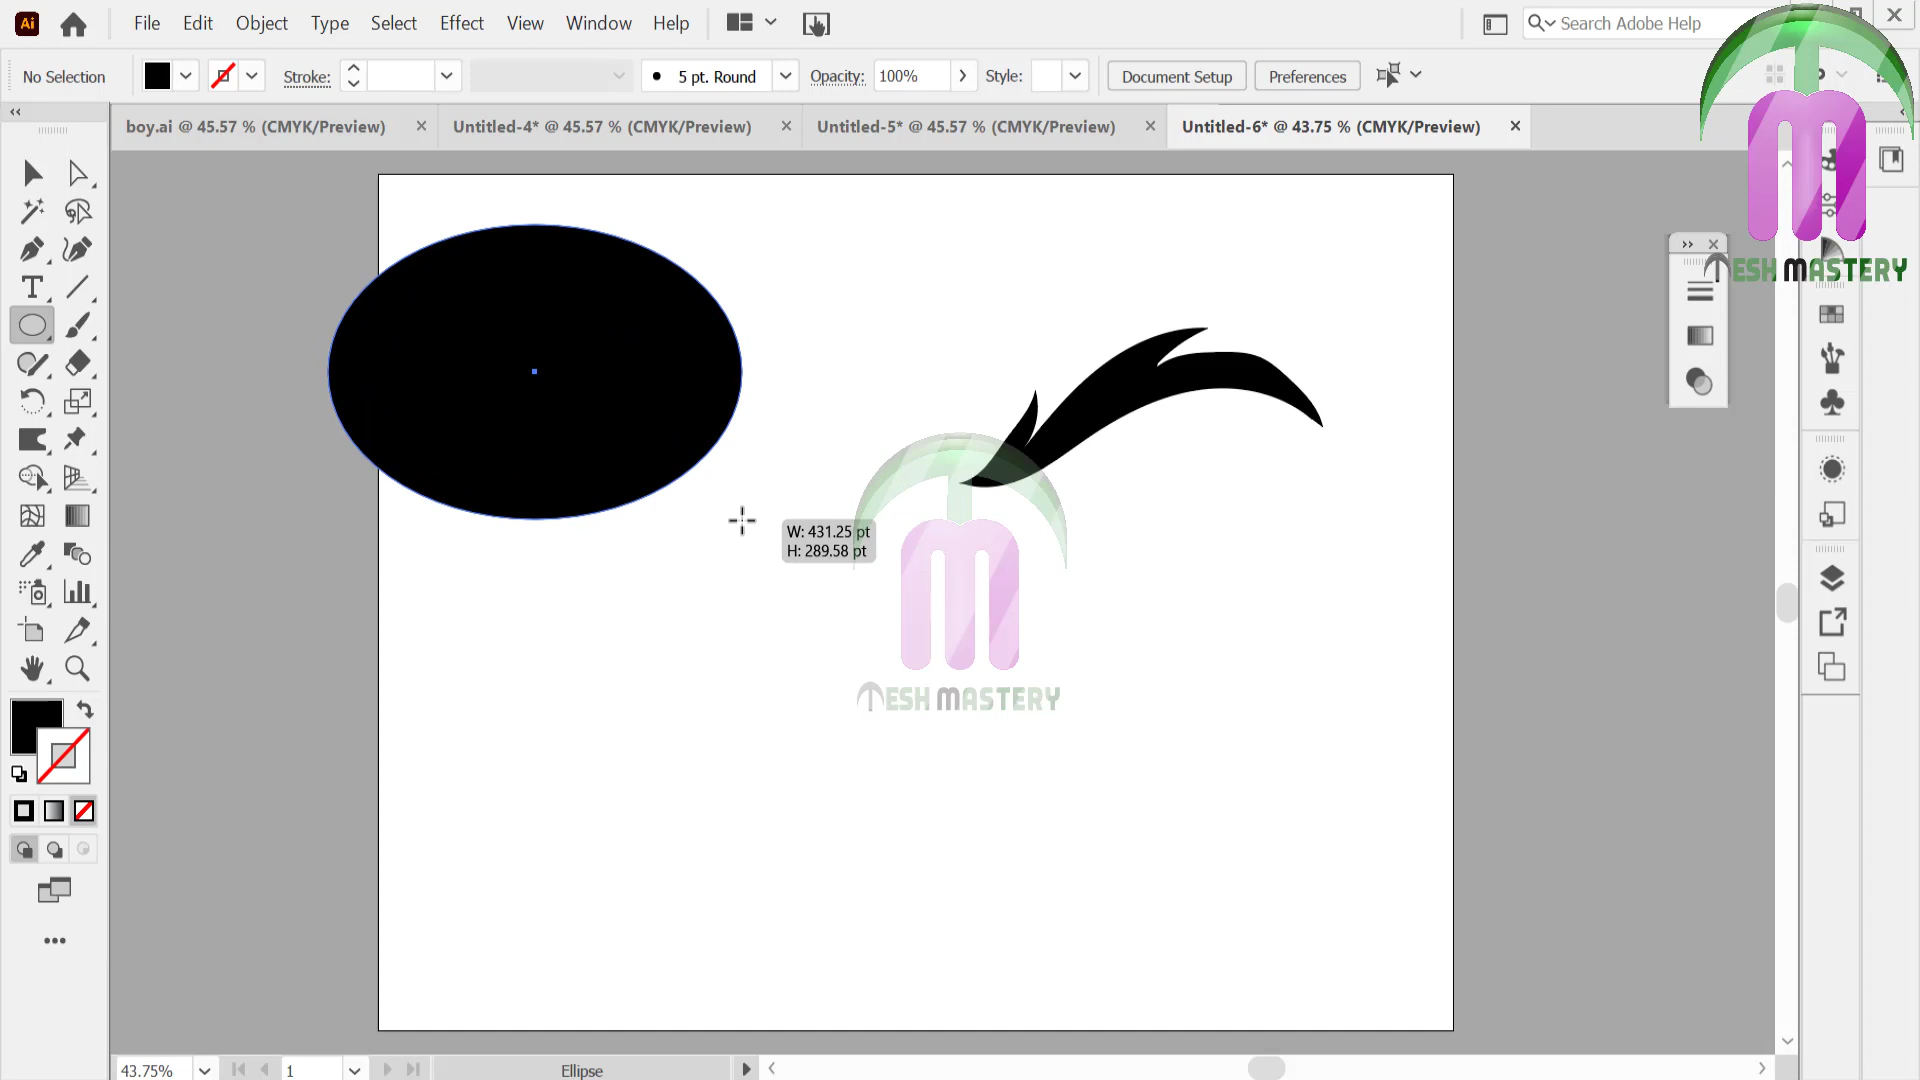 Ai File Edit Object Type Select Effect View Window Help Search Adobe Help
No Selection Stroke: 5 pt. Round Opacity: 100% Style: Document Setup Preferences
boy.ai @ 45.57 % (CMYK/Preview) Untitled-4* @ 45.57 % (CMYK/Preview) Untitled-5* @ 45.57 % (CMYK/Preview) Untitled-6* @ 43.75 % (CMYK/Preview)
TESH MASTERY
W: 431.25 pt
H: 289.58 pt
TESH MASTERY
43.75% 1 Ellipse